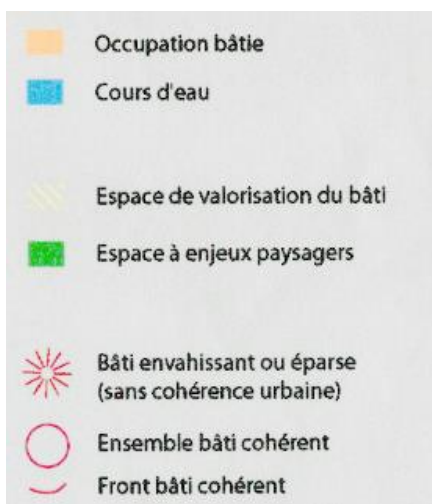 Occupation bâtie
Cours d'eau
Espace de valorisation du bâti
Espace à enjeux paysagers
Bâti envahissant ou éparse
(sans cohérence urbaine)
Ensemble bâti cohérent
Front bâti cohérent